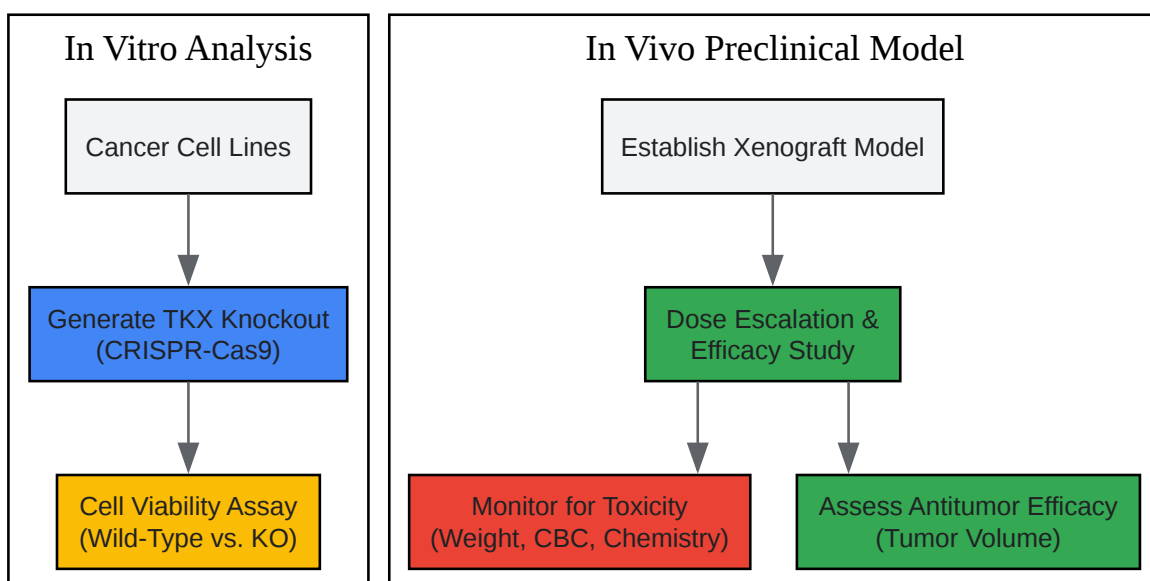 In Vitro Analysis
Cancer Cell Lines
Generate TKX Knockout
(CRISPR-Cas9)
Cell Viability Assay
(Wild-Type vs. KO)
In Vivo Preclinical Model
Establish Xenograft Model
Dose Escalation &
Efficacy Study
Monitor for Toxicity
(Weight, CBC, Chemistry)
Assess Antitumor Efficacy
(Tumor Volume)